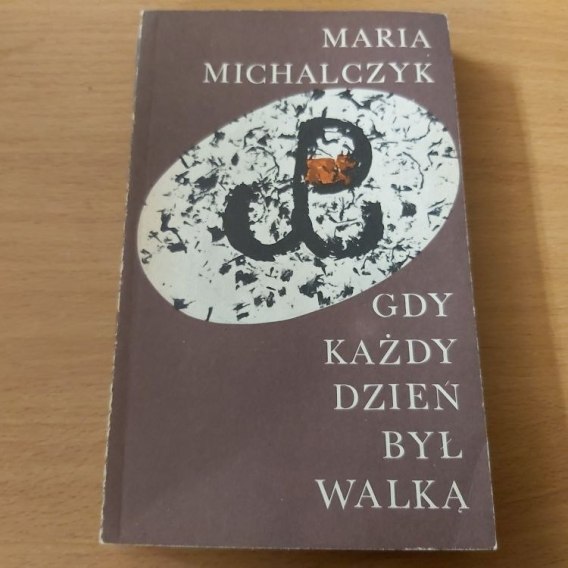 MARIA
MICHALCZYK
GDY
KAŻDY
DZIEŃ
BYŁ
WALKĄ